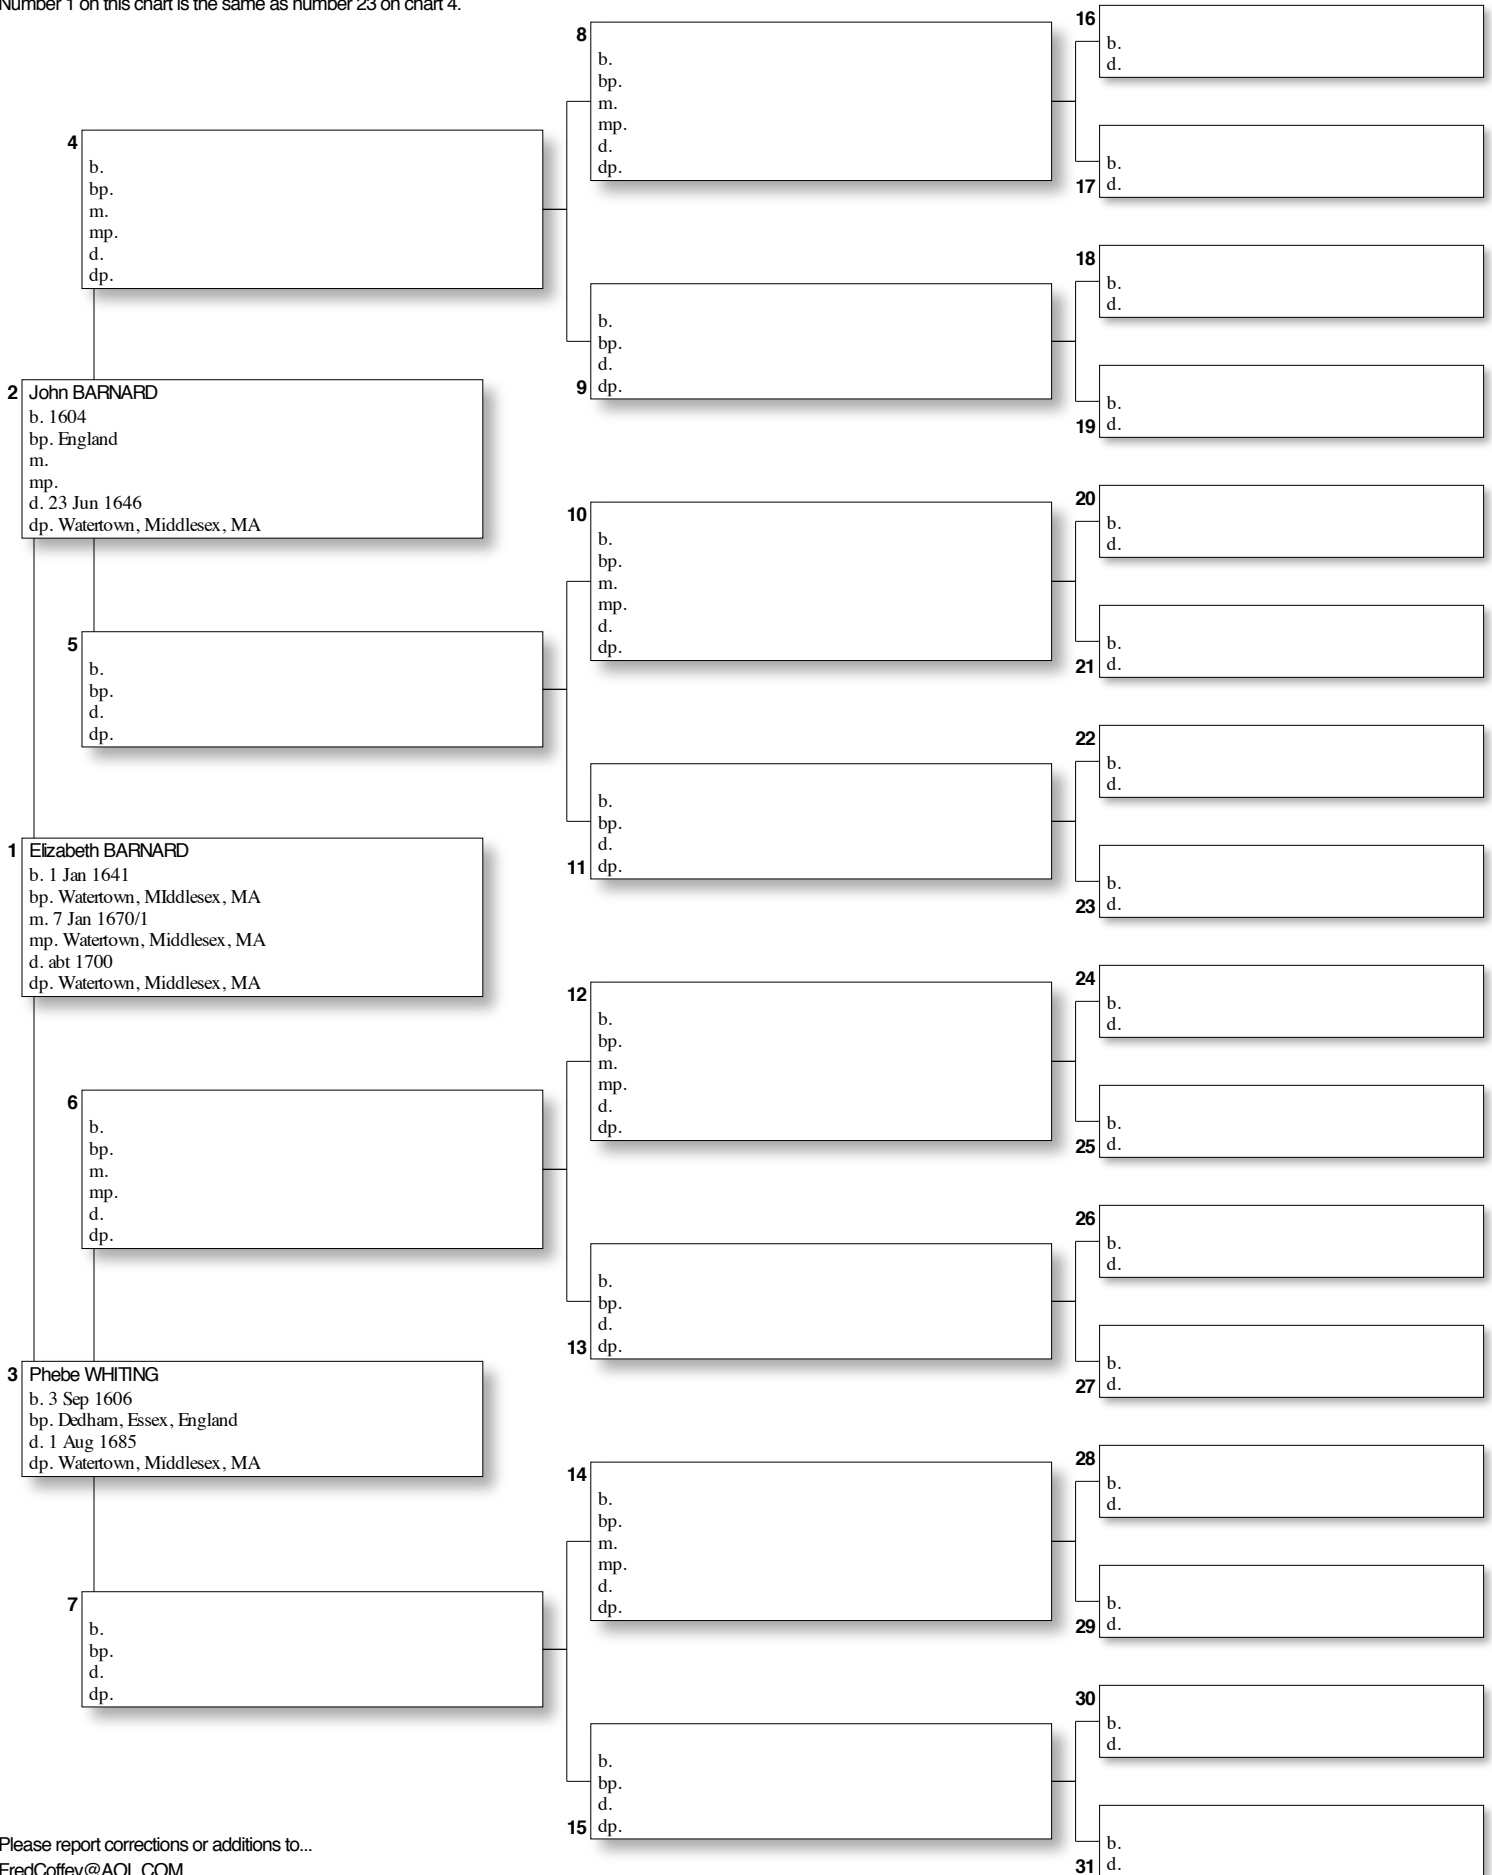 Number 1 on this chart is the same as number 23 on chart 4.
4
b.
bp.
m.
mp.
d.
dp.
2 John BARNARD
b. 1604
bp. England
m.
mp.
d. 23 Jun 1646
dp. Watertown, Middlesex, MA
5
b.
bp.
d.
dp.
1 Elizabeth BARNARD
b. 1 Jan 1641
bp. Watertown, MIddlesex, MA
m. 7 Jan 1670/1
mp. Watertown, Middlesex, MA
d. abt 1700
dp. Watertown, Middlesex, MA
6
b.
bp.
m.
mp.
d.
dp.
3 Phebe WHITING
b. 3 Sep 1606
bp. Dedham, Essex, England
d. 1 Aug 1685
dp. Watertown, Middlesex, MA
7
b.
bp.
d.
dp.
8
b.
bp.
m.
mp.
d.
dp.
b.
bp.
d.
9 dp.
10
b.
bp.
m.
mp.
d.
dp.
b.
bp.
d.
11 dp.
12
b.
bp.
m.
mp.
d.
dp.
b.
bp.
d.
13 dp.
14
b.
bp.
m.
mp.
d.
dp.
b.
bp.
d.
15 dp.
16
b.
d.
b.
17 d.
18
b.
d.
b.
19 d.
20
b.
d.
b.
21 d.
22
b.
d.
b.
23 d.
24
b.
d.
b.
25 d.
26
b.
d.
b.
27 d.
28
b.
d.
b.
29 d.
30
b.
d.
b.
31 d.
Please report corrections or additions to...
FredCoffey@AOL.COM